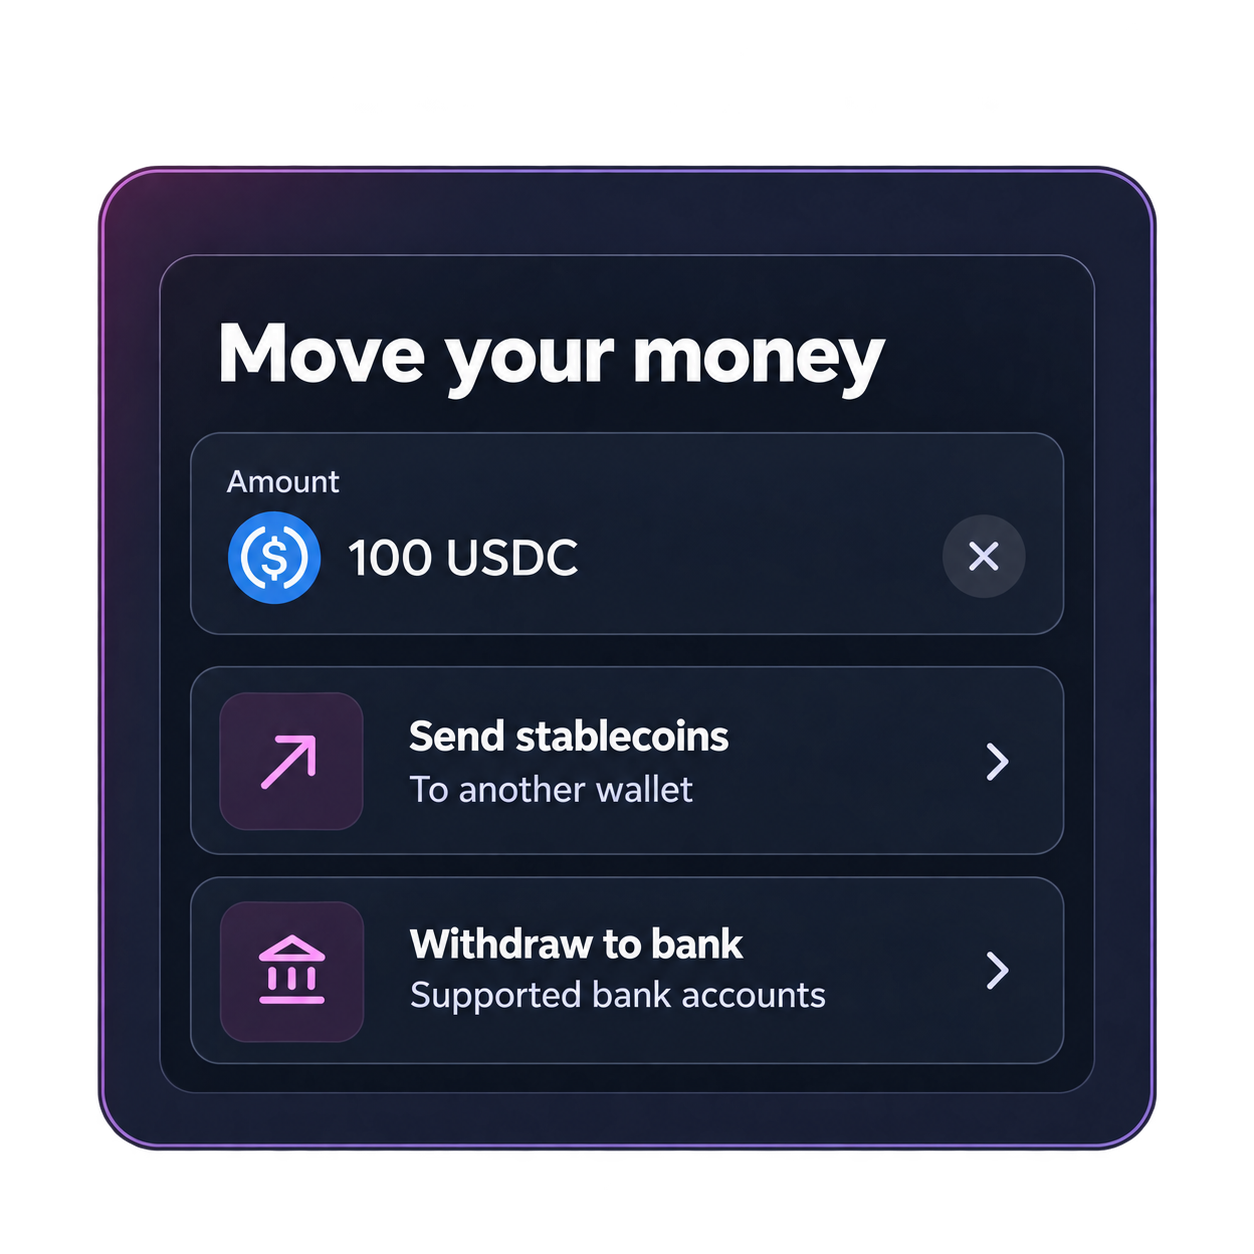 Move your money
Amount
100 USDC
Send stablecoins
To another wallet
Withdraw to bank
Supported bank accounts